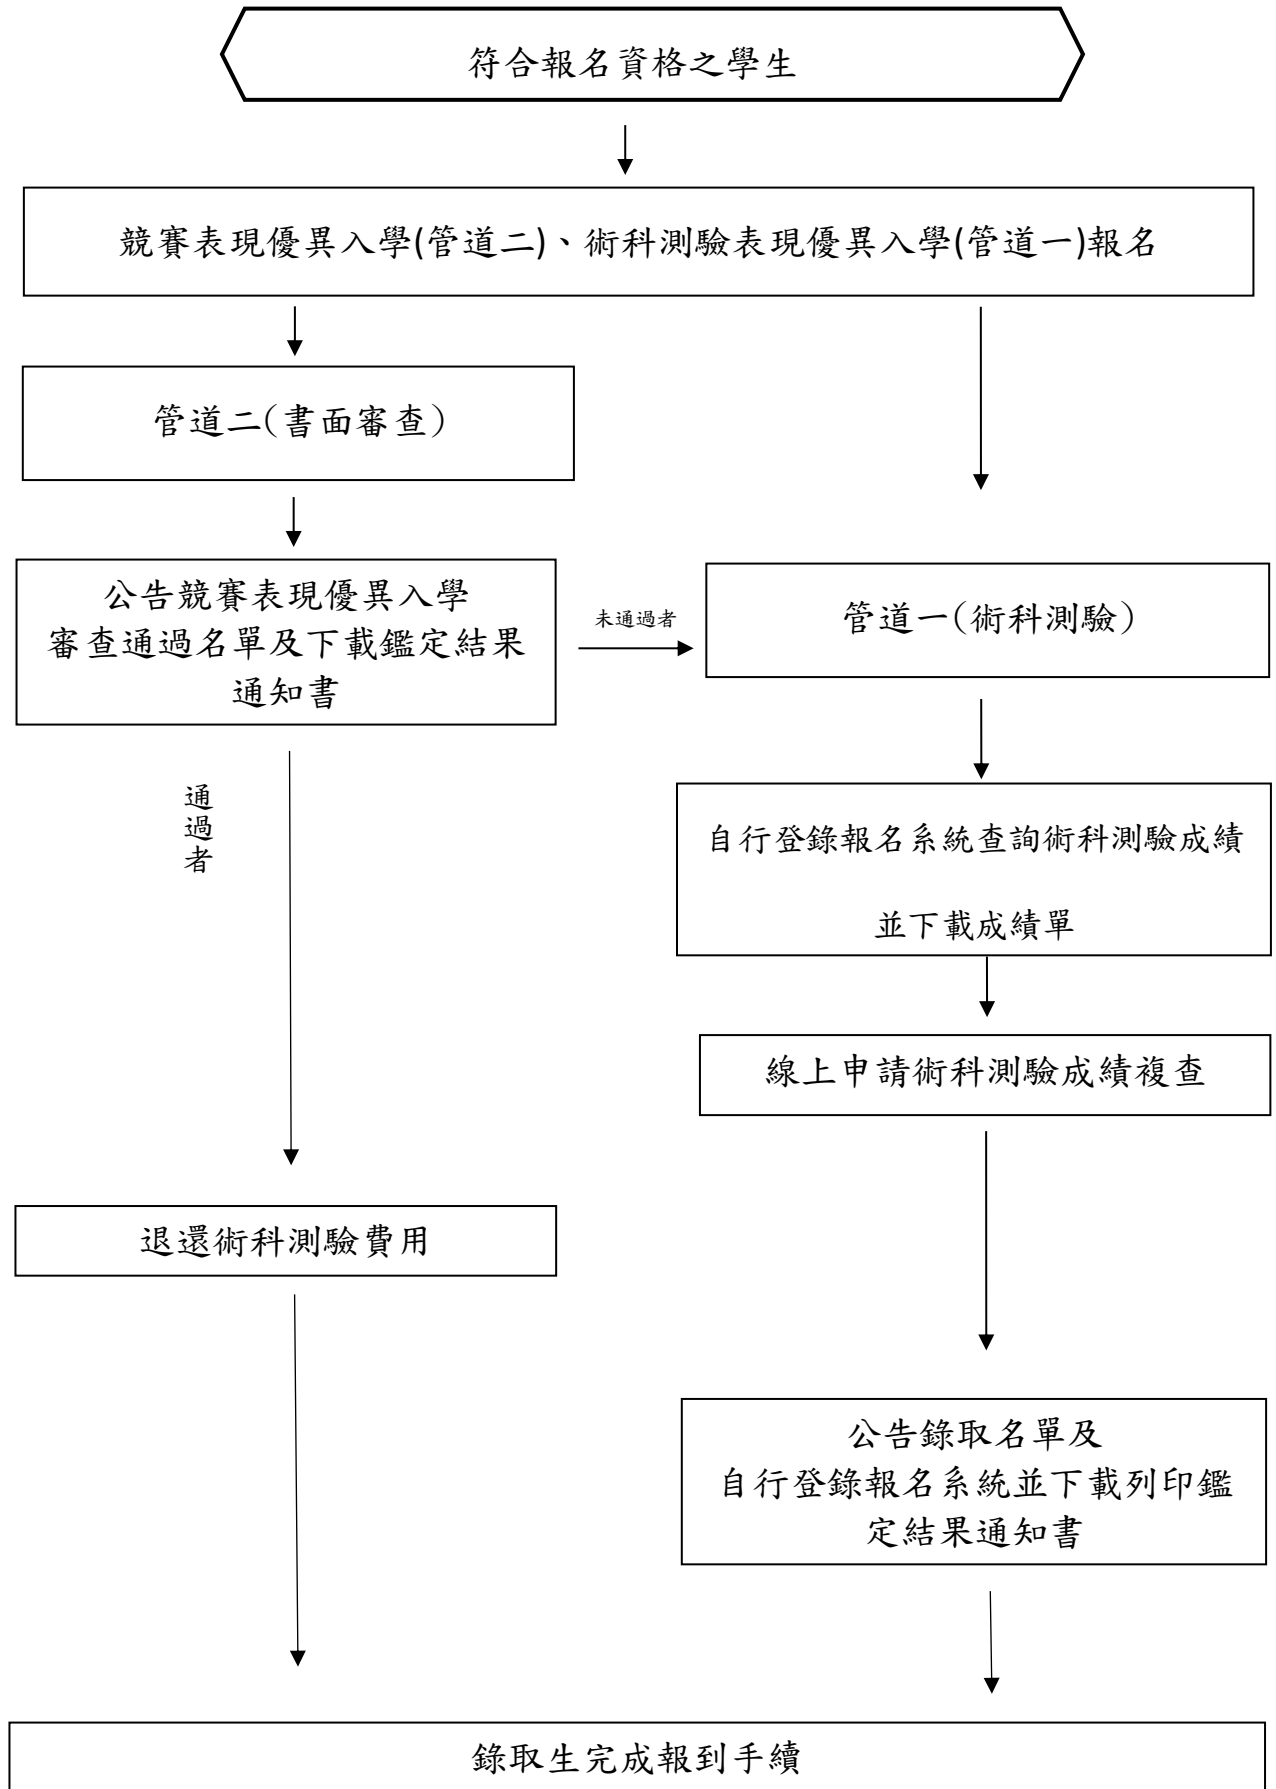 符合報名資格之學生
競賽表現優異入學(管道二)、術科測驗表現優異入學(管道一)報名
管道二(書面審查)
公告競賽表現優異入學
審查通過名單及下載鑑定結果
通知書
未通過者
管道一(術科測驗)
通過者
自行登錄報名系統查詢術科測驗成績
並下載成績單
線上申請術科測驗成績複查
退還術科測驗費用
公告錄取名單及
自行登錄報名系統並下載列印鑑
定結果通知書
錄取生完成報到手續